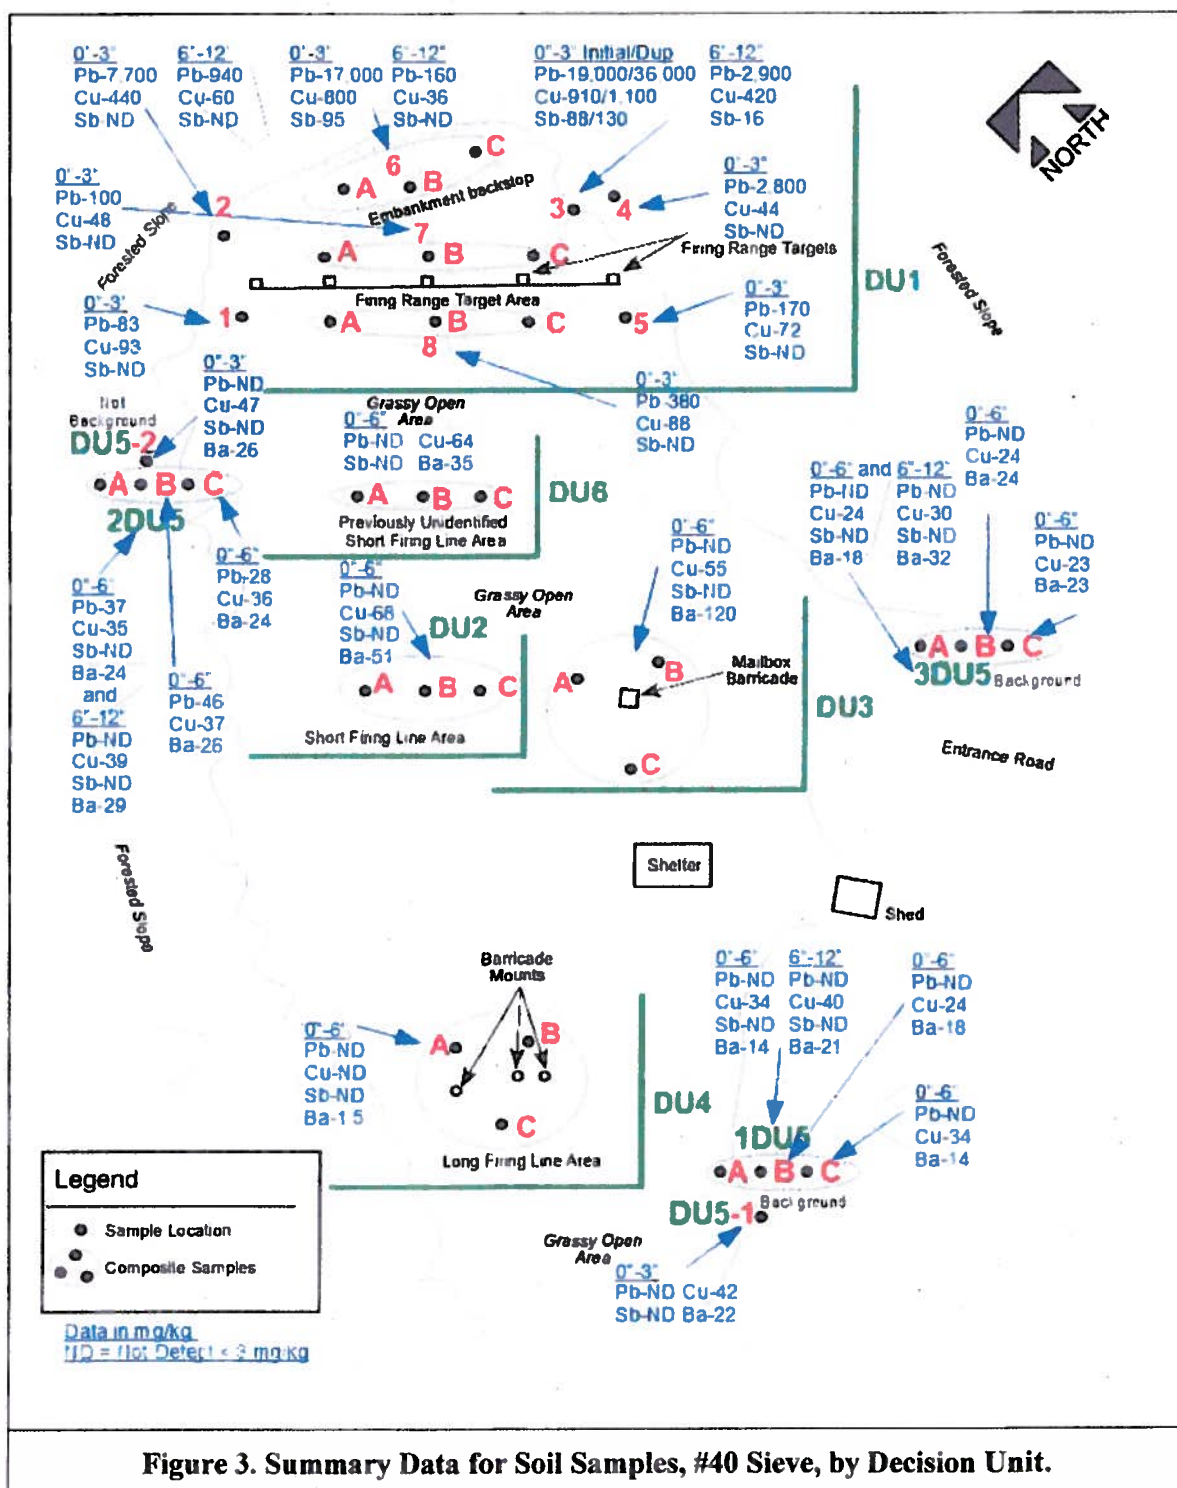 0"-3"
Pb-7,700
Cu-440
Sb-ND
6"-12"
Pb-940
Cu-60
Sb-ND
0"-3"
Pb-17,000
Cu-800
Sb-95
6"-12"
Pb-160
Cu-36
Sb-ND
0"-3" Initial/Dup
Pb-19,000/36,000
Cu-910/1,100
Sb-88/130
6"-12"
Pb-2,900
Cu-420
Sb-16
NORTH
0"-3"
Pb-100
Cu-48
Sb-ND
2
6
A B C
Embankment backstop
7
3
4
0"-3"
Pb-2,800
Cu-44
Sb-ND
Firing Range Targets
Forested Slope
Forested Slope
A B C
DU1
Firing Range Target Area
0"-3"
Pb-83
Cu-93
Sb-ND
1
A B C
8
5
0"-3"
Pb-170
Cu-72
Sb-ND
0"-3"
Pb-380
Cu-88
Sb-ND
Not
Background
DU5-2
0"-3"
Pb-ND
Cu-47
Sb-ND
Ba-26
Grassy Open
Area
0"-6"
Pb-ND Cu-64
Sb-ND Ba-35
A B C
Previously Unidentified
Short Firing Line Area
DU6
A B C
2DU5
0"-6"
Pb-37
Cu-35
Sb-ND
Ba-24
and
6"-12"
Pb-ND
Cu-39
Sb-ND
Ba-29
0"-6"
Pb-46
Cu-37
Ba-26
0"-6"
Pb-28
Cu-36
Ba-24
0"-6"
Pb-ND
Cu-68
Sb-ND
Ba-51
DU2
A B C
Short Firing Line Area
Grassy Open
Area
0"-6"
Pb-ND
Cu-55
Sb-ND
Ba-120
A
B
C
Mailbox
Barricade
DU3
0"-6" and 6"-12"
Pb-ND Pb-ND
Cu-24 Cu-30
Sb-ND Sb-ND
Ba-18 Ba-32
0"-6"
Pb-ND
Cu-24
Ba-24
0"-6"
Pb-ND
Cu-23
Ba-23
A B C
3DU5 Background
Entrance Road
Forested Slope
Shelter
Shed
Barricade
Mounts
0"-6"
Pb-ND
Cu-ND
Sb-ND
Ba-15
A
B
C
Long Firing Line Area
DU4
0"-6"
Pb-ND
Cu-34
Sb-ND
Ba-14
6"-12"
Pb-ND
Cu-40
Sb-ND
Ba-21
0"-6"
Pb-ND
Cu-24
Ba-18
0"-6"
Pb-ND
Cu-34
Ba-14
1DU5
A B C
Background
DU5-1
Grassy Open
Area
0"-3"
Pb-ND Cu-42
Sb-ND Ba-22
Legend
Sample Location
Composite Samples
Data in mg/kg
ND = Not Detect < 9 mg/kg
Figure 3. Summary Data for Soil Samples, #40 Sieve, by Decision Unit.